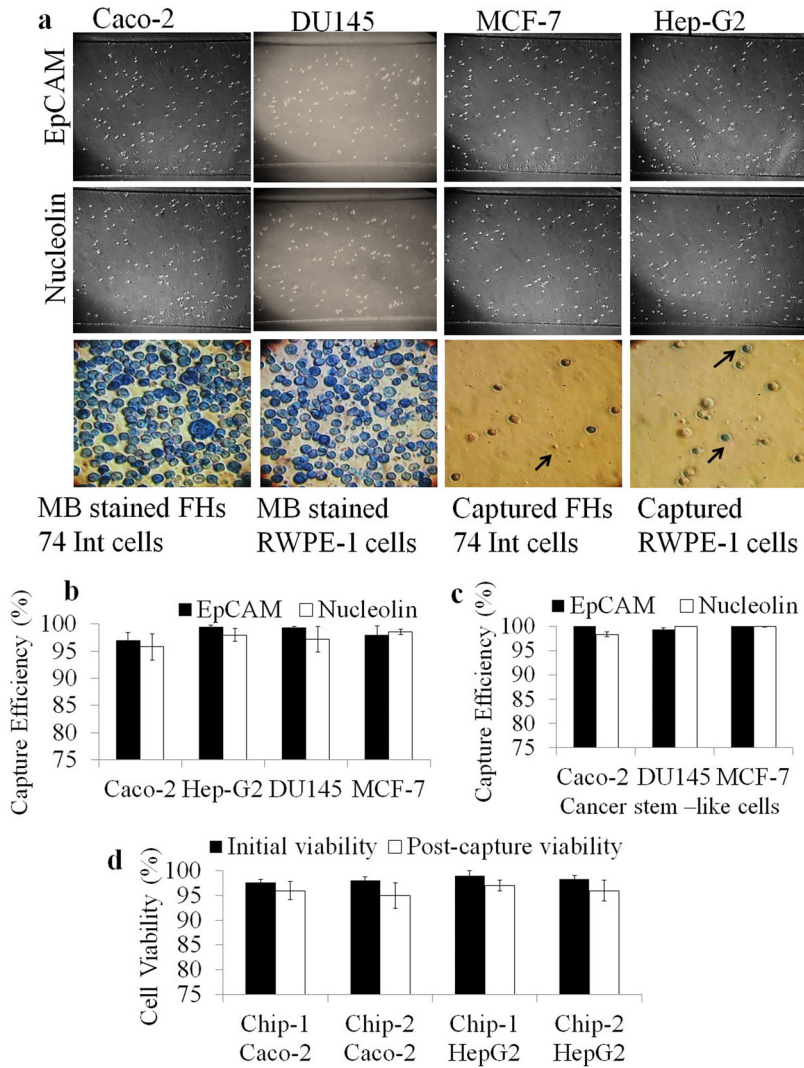 a
Caco-2 DU145 MCF-7 Hep-G2
EpCAM
Nucleolin
MB stained FHs
74 Int cells
MB stained
RWPE-1 cells
Captured FHs
74 Int cells
Captured
RWPE-1 cells
b
EpCAM Nucleolin
Capture Efficiency (%)
100
95
90
85
80
75
Caco-2 Hep-G2 DU145 MCF-7
c
EpCAM Nucleolin
Capture Efficiency (%)
100
95
90
85
80
75
Caco-2 DU145 MCF-7
Cancer stem –like cells
d
Initial viability Post-capture viability
Cell Viability (%)
100
95
90
85
80
75
Chip-1
Caco-2
Chip-2
Caco-2
Chip-1
HepG2
Chip-2
HepG2